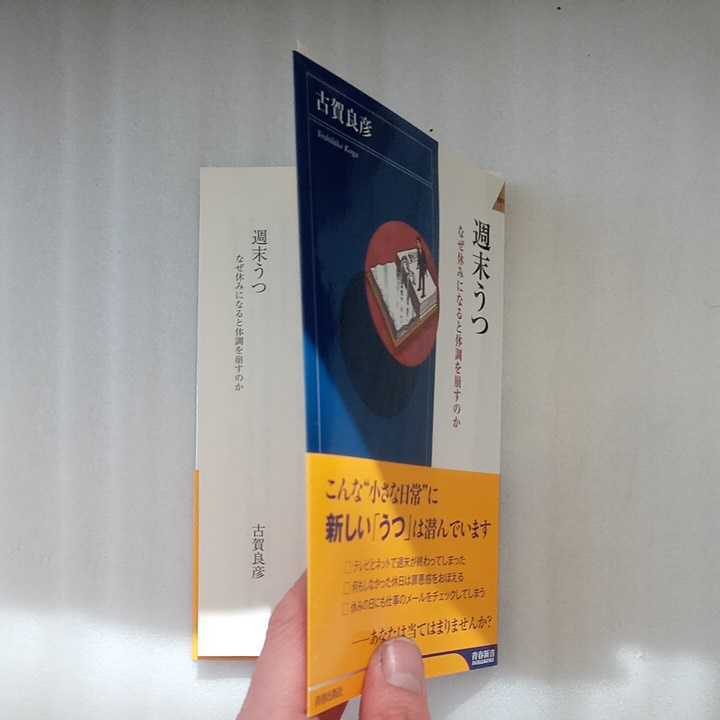 週末うつ
なぜ休みになると体調を崩すのか
古賀良彦
Yoshihiko Koga
週末うつ
なぜ休みになると体調を崩すのか
古賀良彦
こんな“小さな日常”に
新しい「うつ」は潜んでいます
□テレビとネットで週末が終わってしまった
□何もしなかった休日は罪悪感をおぼえる
□休みの日にも仕事のメールをチェックしてしまう
──あなたは当てはまりませんか?
青春新書
INTELLIGENCE
青春出版社